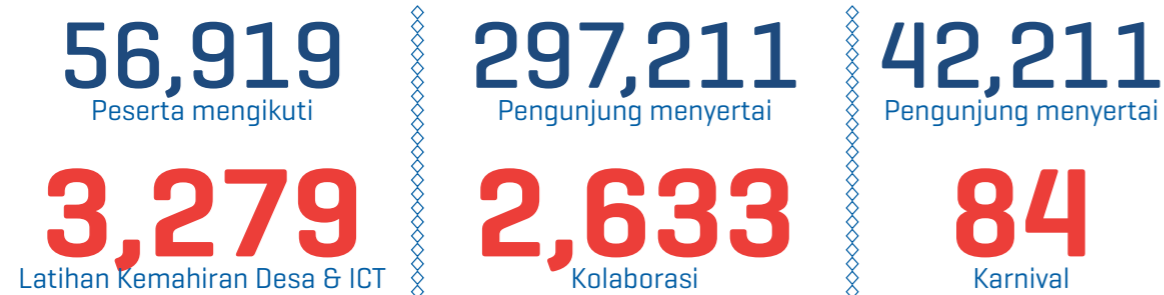 56,919
Peserta mengikuti
3,279
Latihan Kemahiran Desa & ICT
297,211
Pengunjung menyertai
2,633
Kolaborasi
42,211
Pengunjung menyertai
84
Karnival